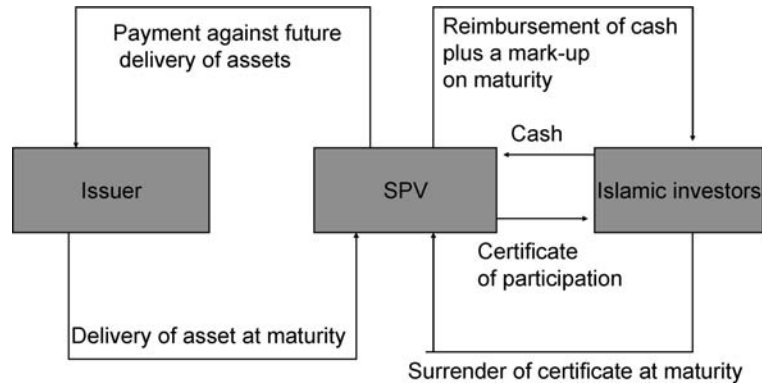 Payment against future
delivery of assets
Reimbursement of cash
plus a mark-up
on maturity
Cash
Issuer
SPV
Islamic investors
Certificate
of participation
Delivery of asset at maturity
Surrender of certificate at maturity